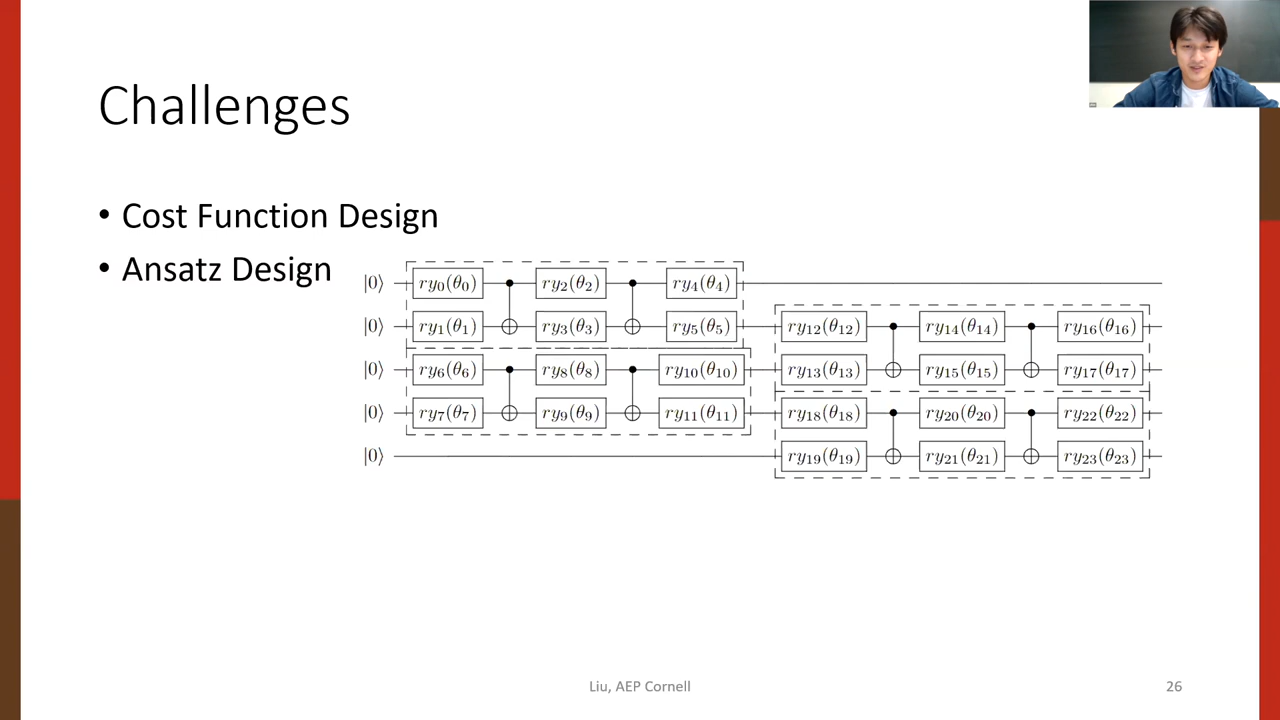 Challenges
• Cost Function Design
• Ansatz Design
|0⟩ ry₀(θ₀) ry₂(θ₂) ry₄(θ₄)
|0⟩ ry₁(θ₁) ry₃(θ₃) ry₅(θ₅) ry₁₂(θ₁₂) ry₁₄(θ₁₄) ry₁₆(θ₁₆)
|0⟩ ry₆(θ₆) ry₈(θ₈) ry₁₀(θ₁₀) ry₁₃(θ₁₃) ry₁₅(θ₁₅) ry₁₇(θ₁₇)
|0⟩ ry₇(θ₇) ry₉(θ₉) ry₁₁(θ₁₁) ry₁₈(θ₁₈) ry₂₀(θ₂₀) ry₂₂(θ₂₂)
|0⟩ ry₁₉(θ₁₉) ry₂₁(θ₂₁) ry₂₃(θ₂₃)
Liu, AEP Cornell
26